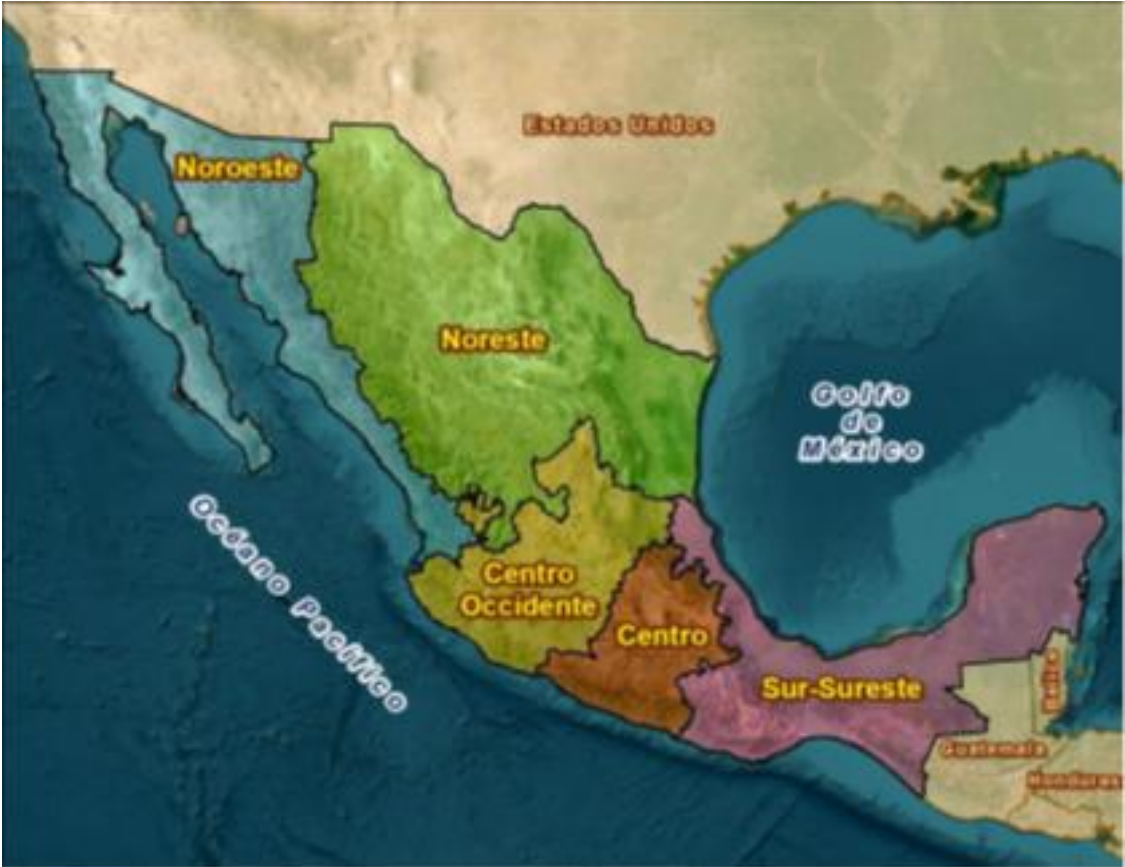 Estados Unidos
Noroeste
Noreste
Golfo
de
México
Océano Pacífico
Centro
Occidente
Centro
Sur-Sureste
Belice
Guatemala
Honduras